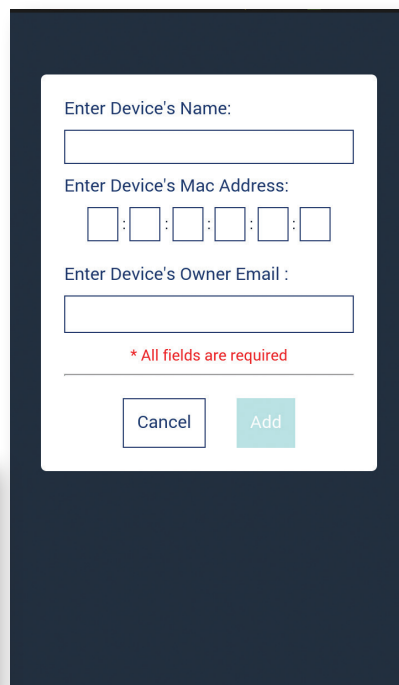 Enter Device's Name:
Enter Device's Mac Address:
: : : : :
Enter Device's Owner Email :
* All fields are required
Cancel
Add